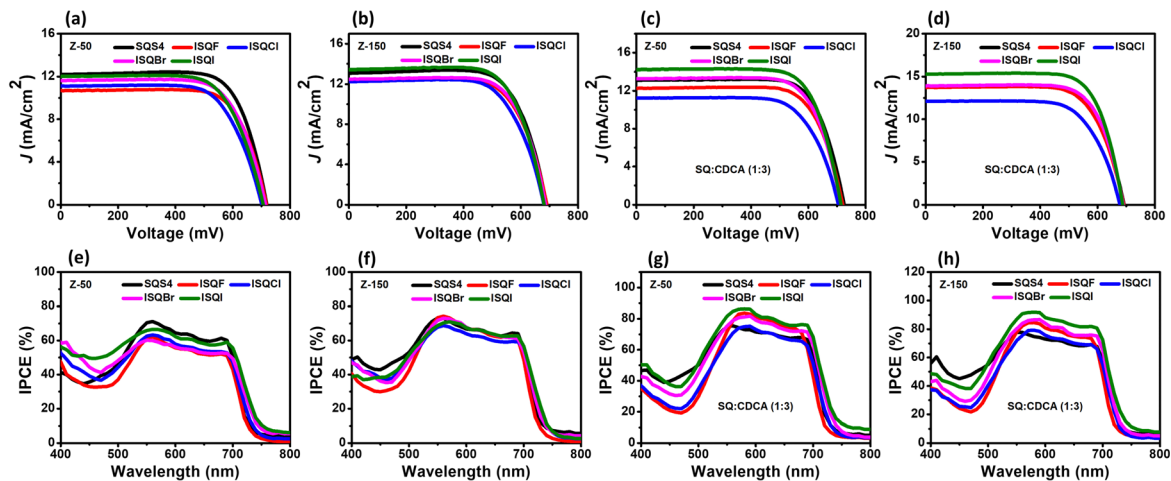 (a)
Z-50
SQS4
ISQF
ISQCl
ISQBr
ISQI
16
12
8
4
0
J (mA/cm²)
0
200
400
600
800
Voltage (mV)
(b)
Z-150
SQS4
ISQF
ISQCl
ISQBr
ISQI
16
12
8
4
0
J (mA/cm²)
0
200
400
600
800
Voltage (mV)
(c)
Z-50
SQS4
ISQF
ISQCl
ISQBr
ISQI
16
14
12
10
8
6
4
2
0
J (mA/cm²)
SQ:CDCA (1:3)
0
200
400
600
800
Voltage (mV)
(d)
Z-150
SQS4
ISQF
ISQCl
ISQBr
ISQI
20
15
10
5
0
J (mA/cm²)
SQ:CDCA (1:3)
0
200
400
600
800
Voltage (mV)
(e)
Z-50
SQS4
ISQF
ISQCl
ISQBr
ISQI
100
80
60
40
20
0
IPCE (%)
400
500
600
700
800
Wavelength (nm)
(f)
Z-150
SQS4
ISQF
ISQCl
ISQBr
ISQI
100
80
60
40
20
0
IPCE (%)
400
500
600
700
800
Wavelength (nm)
(g)
Z-50
SQS4
ISQF
ISQCl
ISQBr
ISQI
100
80
60
40
20
0
IPCE (%)
SQ:CDCA (1:3)
400
500
600
700
800
Wavelength (nm)
(h)
Z-150
SQS4
ISQF
ISQCl
ISQBr
ISQI
120
100
80
60
40
20
0
IPCE (%)
SQ:CDCA (1:3)
400
500
600
700
800
Wavelength (nm)